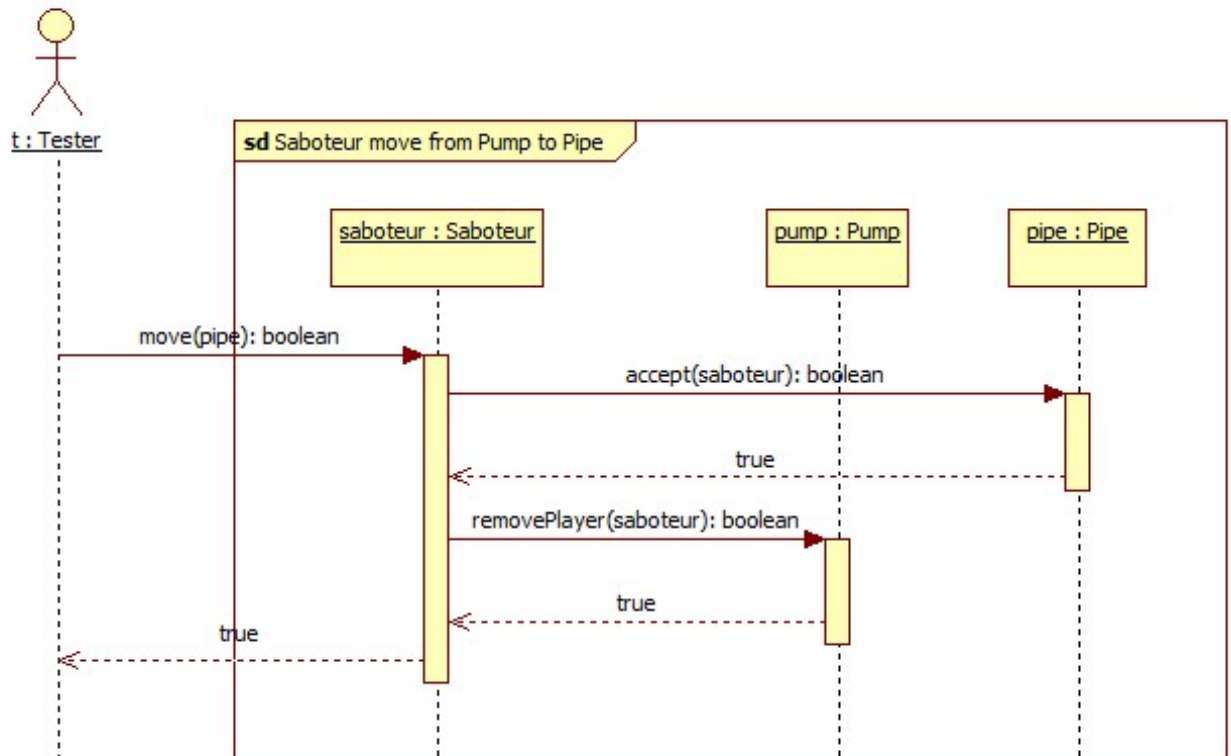 t : Tester
sd Saboteur move from Pump to Pipe
saboteur : Saboteur
pump : Pump
pipe : Pipe
move(pipe): boolean
accept(saboteur): boolean
true
removePlayer(saboteur): boolean
true
true